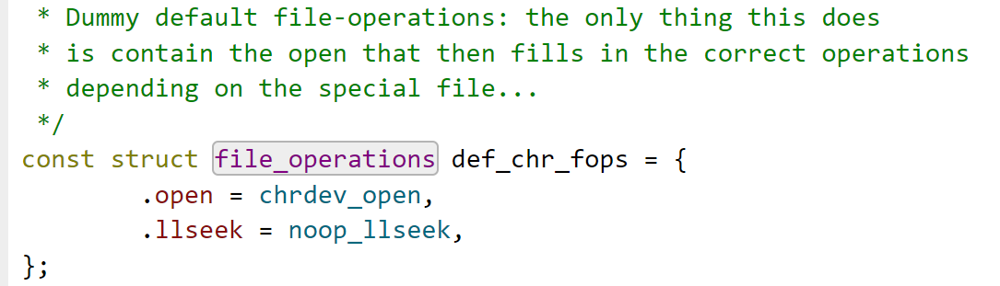 * Dummy default file-operations: the only thing this does
* is contain the open that then fills in the correct operations
* depending on the special file...
*/
const struct file_operations def_chr_fops = {
.open = chrdev_open,
.llseek = noop_llseek,
};